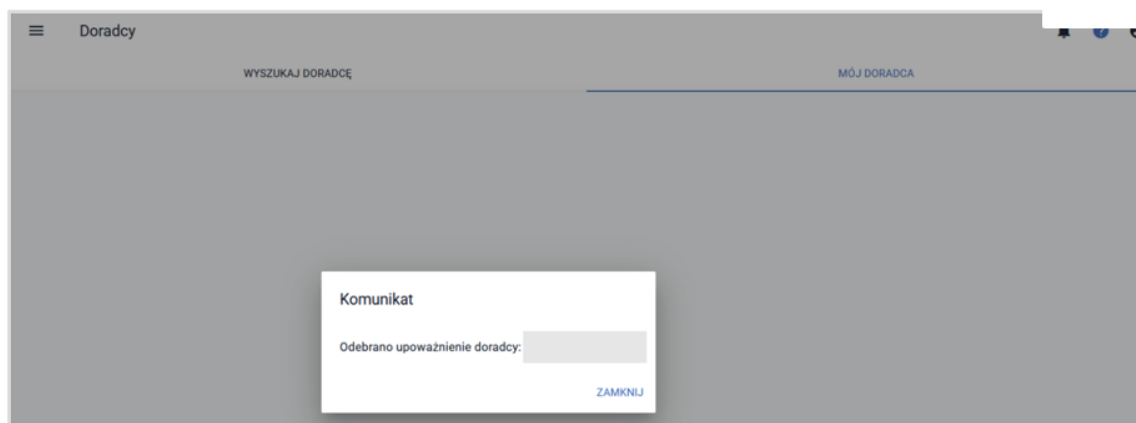 Doradcy
WYSZUKAJ DORADCĘ
MÓJ DORADCA
Komunikat
Odebrano upoważnienie doradcy:
ZAMKNIJ